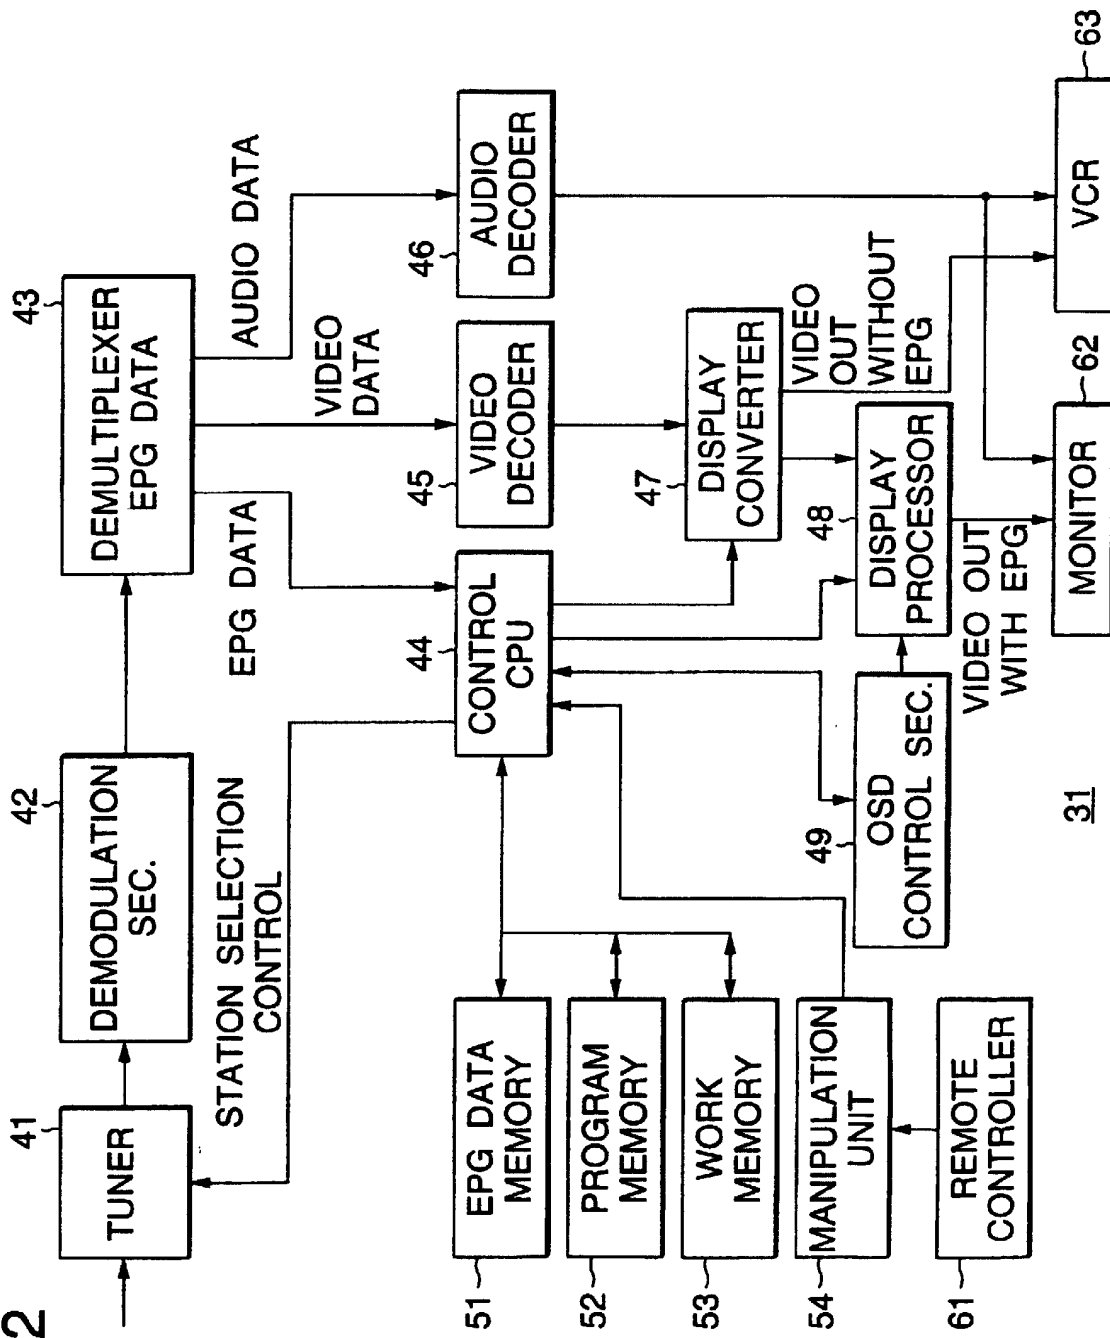 2
41
TUNER
42
DEMODULATION
SEC.
43
DEMULTIPLEXER
EPG DATA
STATION SELECTION
CONTROL
EPG DATA
VIDEO
DATA
AUDIO DATA
44
CONTROL
CPU
45
VIDEO
DECODER
46
AUDIO
DECODER
51
EPG DATA
MEMORY
52
PROGRAM
MEMORY
53
WORK
MEMORY
54
MANIPULATION
UNIT
61
REMOTE
CONTROLLER
47
DISPLAY
CONVERTER
VIDEO
OUT
WITHOUT
EPG
49
OSD
CONTROL SEC.
48
DISPLAY
PROCESSOR
VIDEO OUT
WITH EPG
31
MONITOR
62
VCR
63